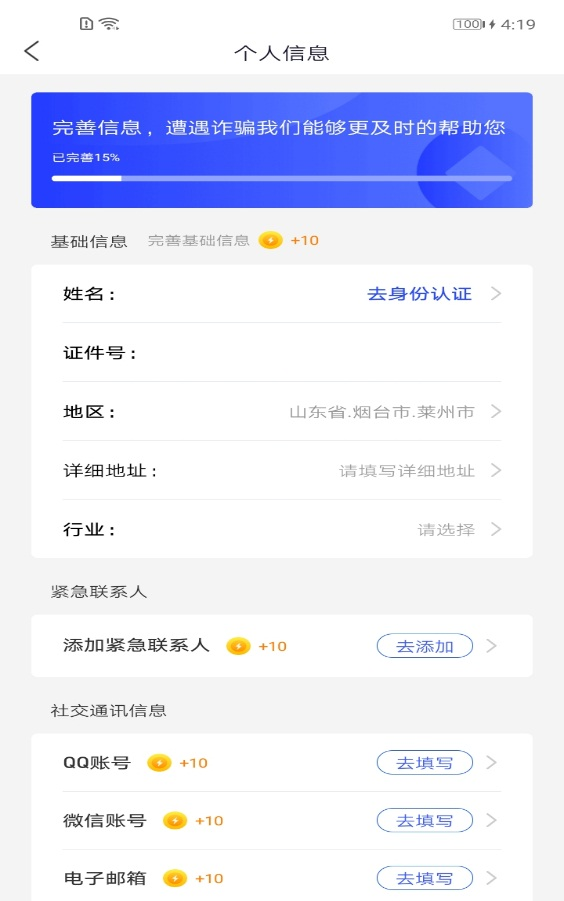 100 4:19
个人信息
完善信息，遭遇诈骗我们能够更及时的帮助您
已完善15%
基础信息 完善基础信息 +10
姓名： 去身份认证
证件号：
地区： 山东省.烟台市.莱州市
详细地址： 请填写详细地址
行业： 请选择
紧急联系人
添加紧急联系人 +10 去添加
社交通讯信息
QQ账号 +10 去填写
微信账号 +10 去填写
电子邮箱 +10 去填写